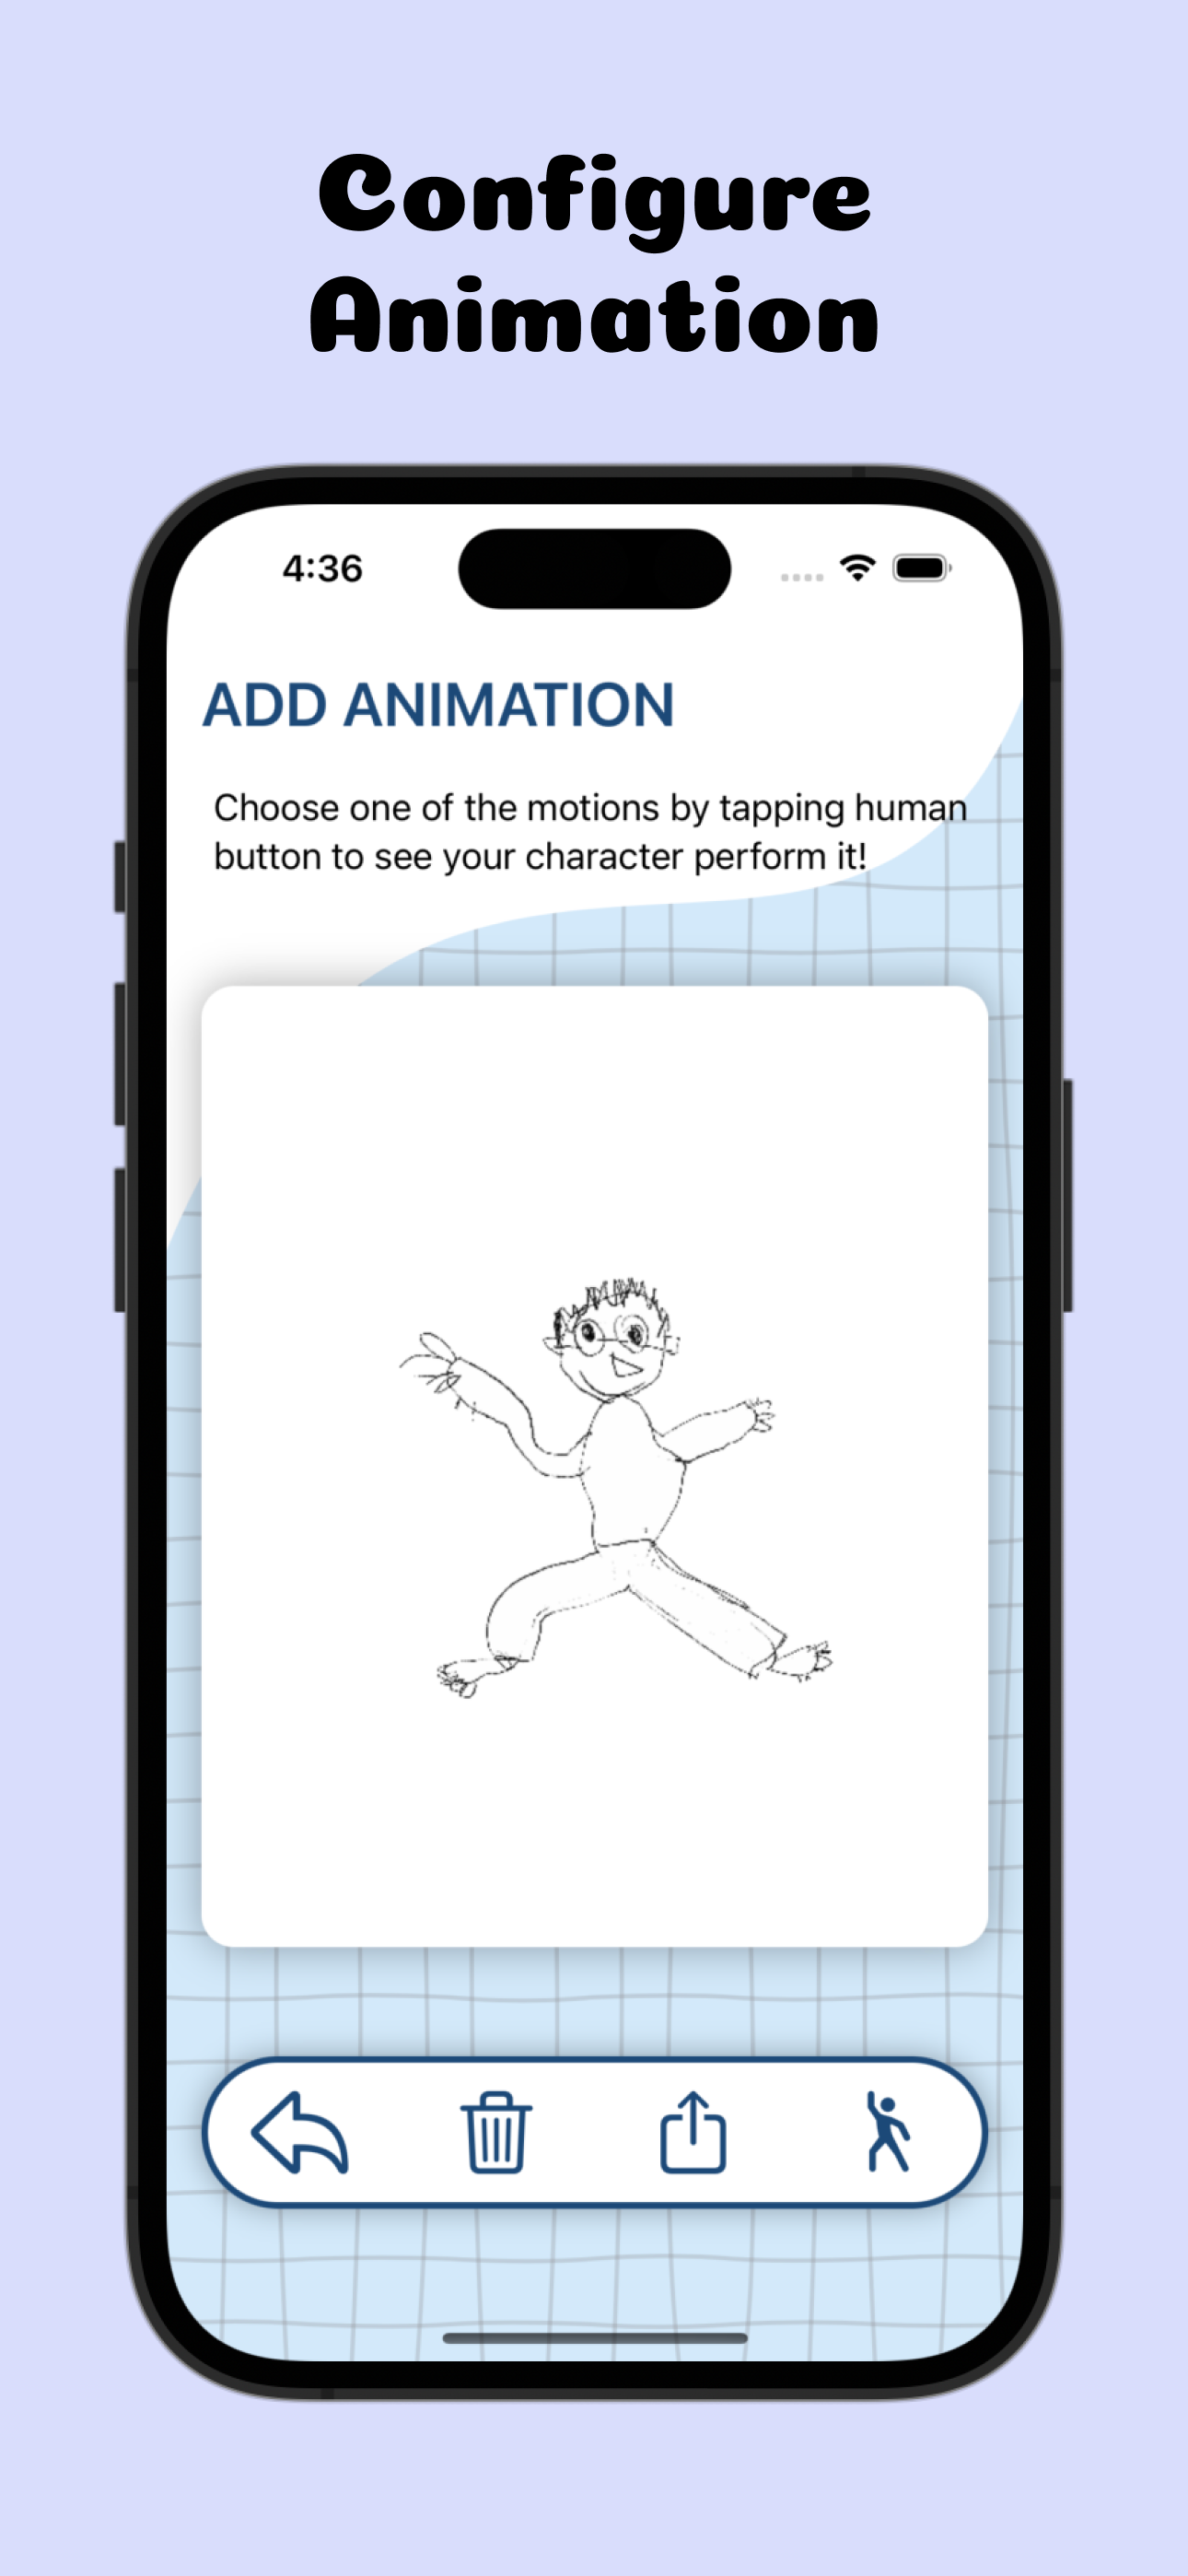 Configure
Animation
4:36
ADD ANIMATION
Choose one of the motions by tapping human
button to see your character perform it!